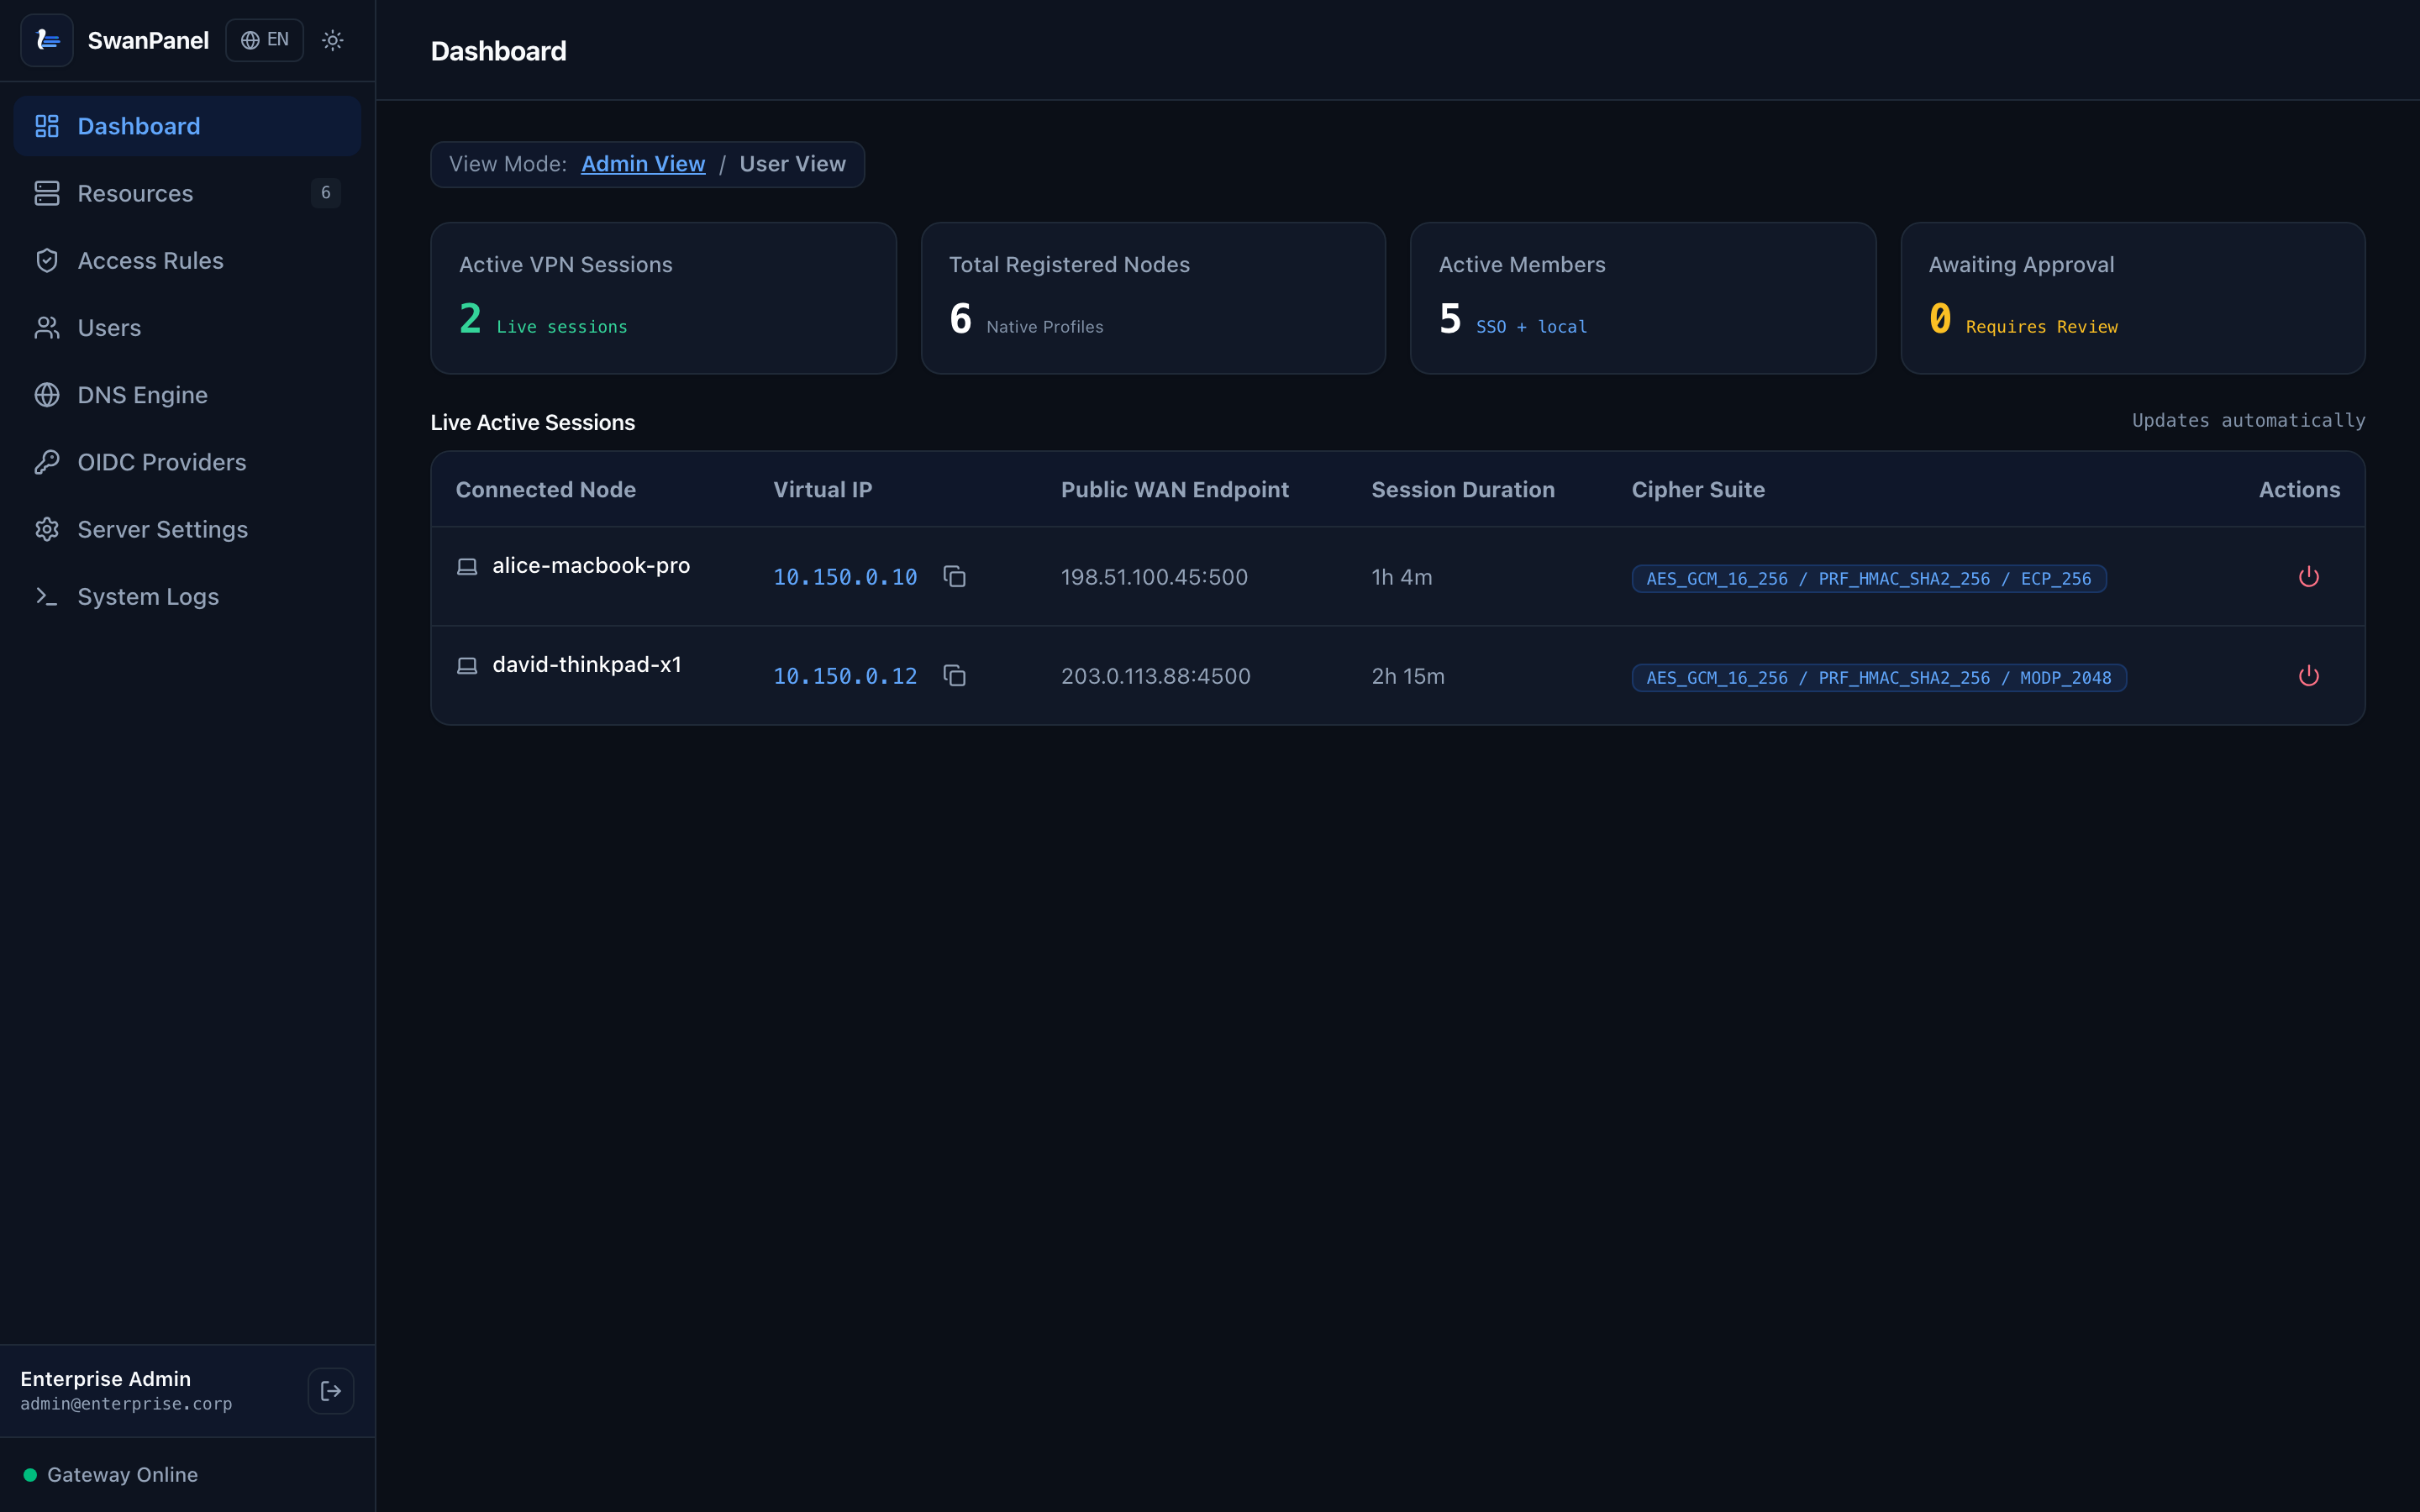 SwanPanel
EN
Dashboard
Resources
6
Access Rules
Users
DNS Engine
OIDC Providers
Server Settings
System Logs
Enterprise Admin
admin@enterprise.corp
Gateway Online
Dashboard
View Mode: Admin View / User View
Active VPN Sessions
2 Live sessions
Total Registered Nodes
6 Native Profiles
Active Members
5 SSO + local
Awaiting Approval
0 Requires Review
Live Active Sessions
Updates automatically
Connected Node Virtual IP Public WAN Endpoint Session Duration Cipher Suite Actions
alice-macbook-pro 10.150.0.10 198.51.100.45:500 1h 4m AES_GCM_16_256 / PRF_HMAC_SHA2_256 / ECP_256
david-thinkpad-x1 10.150.0.12 203.0.113.88:4500 2h 15m AES_GCM_16_256 / PRF_HMAC_SHA2_256 / MODP_2048